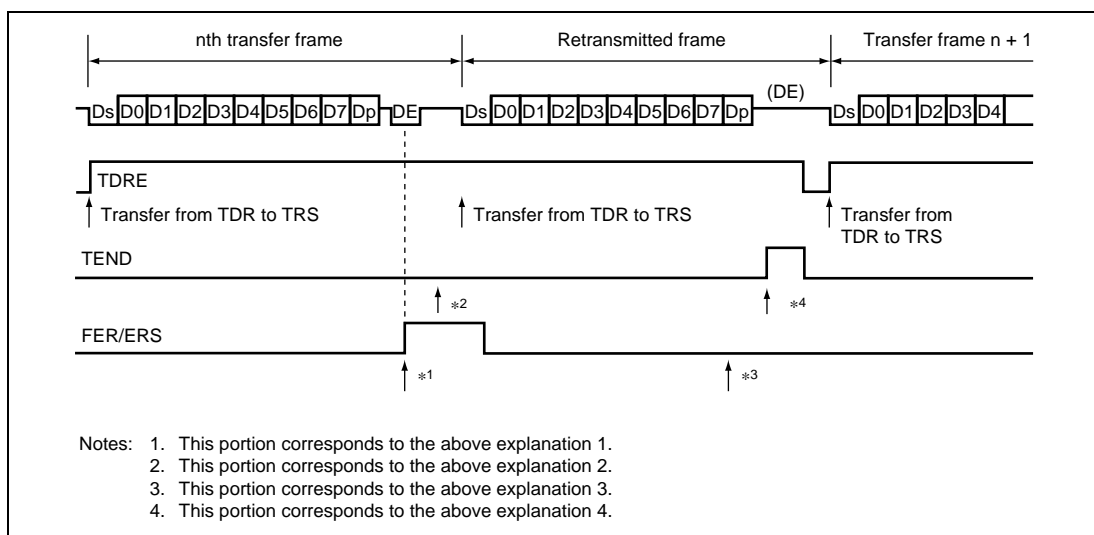 nth transfer frame Retransmitted frame Transfer frame n + 1
(DE)
Ds D0 D1 D2 D3 D4 D5 D6 D7 Dp DE Ds D0 D1 D2 D3 D4 D5 D6 D7 Dp Ds D0 D1 D2 D3 D4
TDRE
Transfer from TDR to TRS Transfer from TDR to TRS Transfer from
TDR to TRS
TEND
*2 *4
FER/ERS
*1 *3
Notes: 1. This portion corresponds to the above explanation 1.
2. This portion corresponds to the above explanation 2.
3. This portion corresponds to the above explanation 3.
4. This portion corresponds to the above explanation 4.